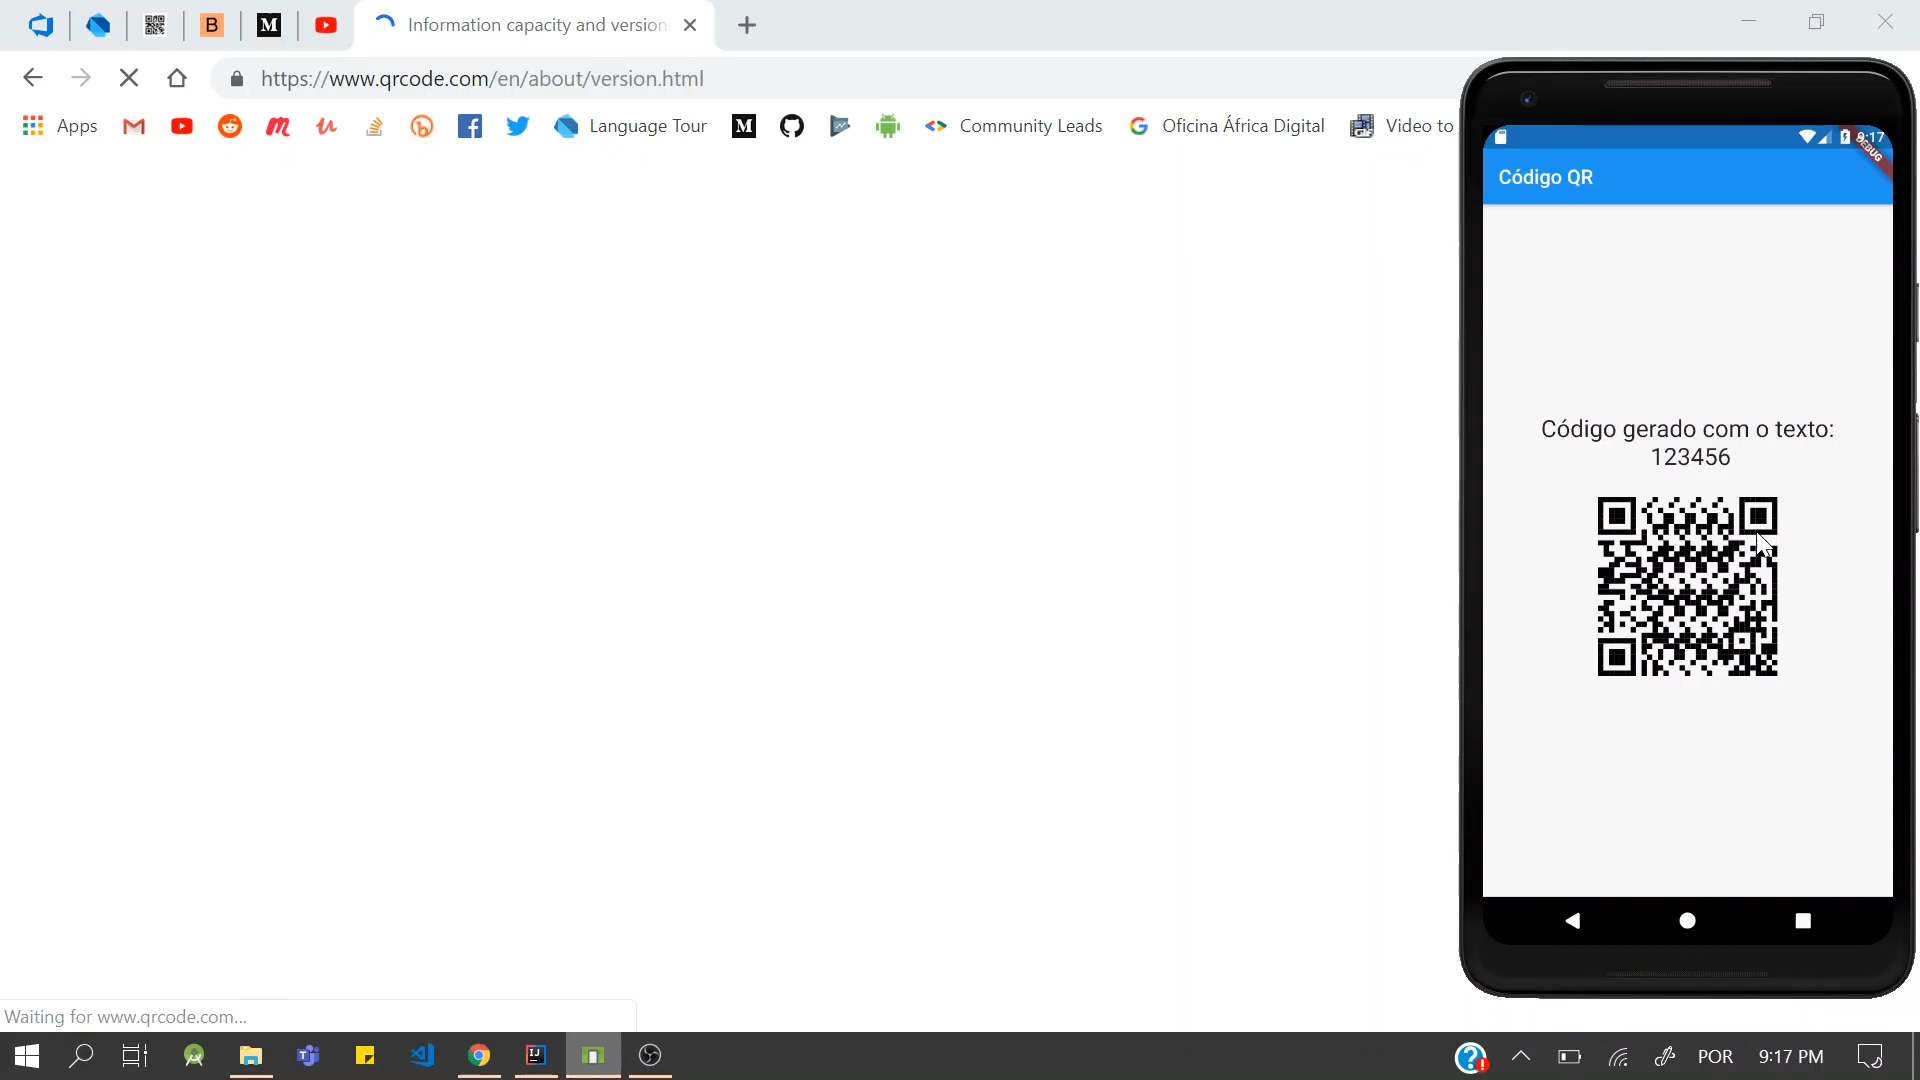 Information capacity and version
https://www.qrcode.com/en/about/version.html
Apps
Language Tour
Community Leads
Oficina África Digital
Video to
9:17
DEBUG
Código QR
Código gerado com o texto:
123456
Waiting for www.qrcode.com...
POR
9:17 PM